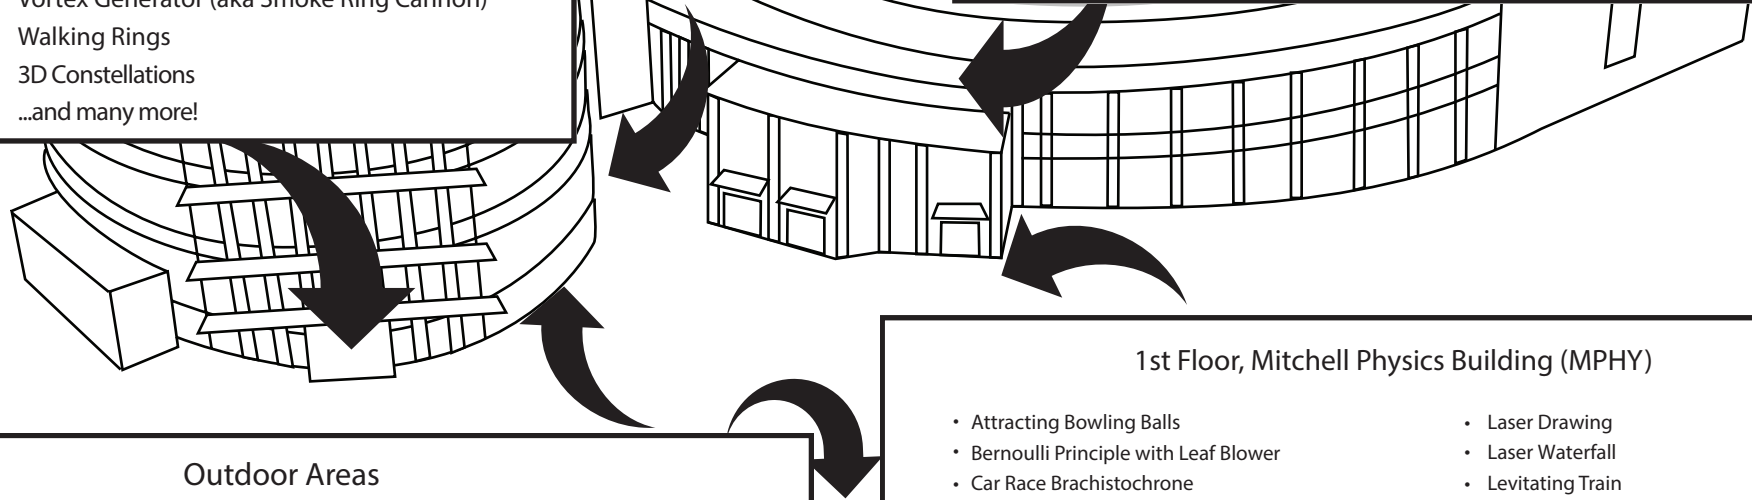 Vortex Generator (aka Smoke Ring Cannon)
Walking Rings
3D Constellations
...and many more!
1st Floor, Mitchell Physics Building (MPHY)
• Attracting Bowling Balls
• Bernoulli Principle with Leaf Blower
• Car Race Brachistochrone
• Laser Drawing
• Laser Waterfall
• Levitating Train
Outdoor Areas